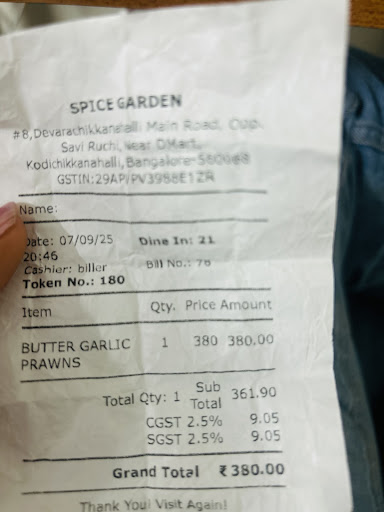 SPICE GARDEN
#8, Devarachikkanahalli Main Road, Opp.
Savi Ruchi, Near DMart,
Kodichikkanahalli, Bangalore-
GSTIN:
Name:
Date: 07/09/25 Dine In: 21
20:46
Cashier: biller Bill No.:
Token No.: 180
Item Qty. Price Amount
BUTTER GARLIC 1 380 380.00
PRAWNS
Total Qty: 1 Sub Total 361.90
CGST 2.5% 9.05
SGST 2.5% 9.05
Grand Total ₹380.00
Thank You! Visit Again!